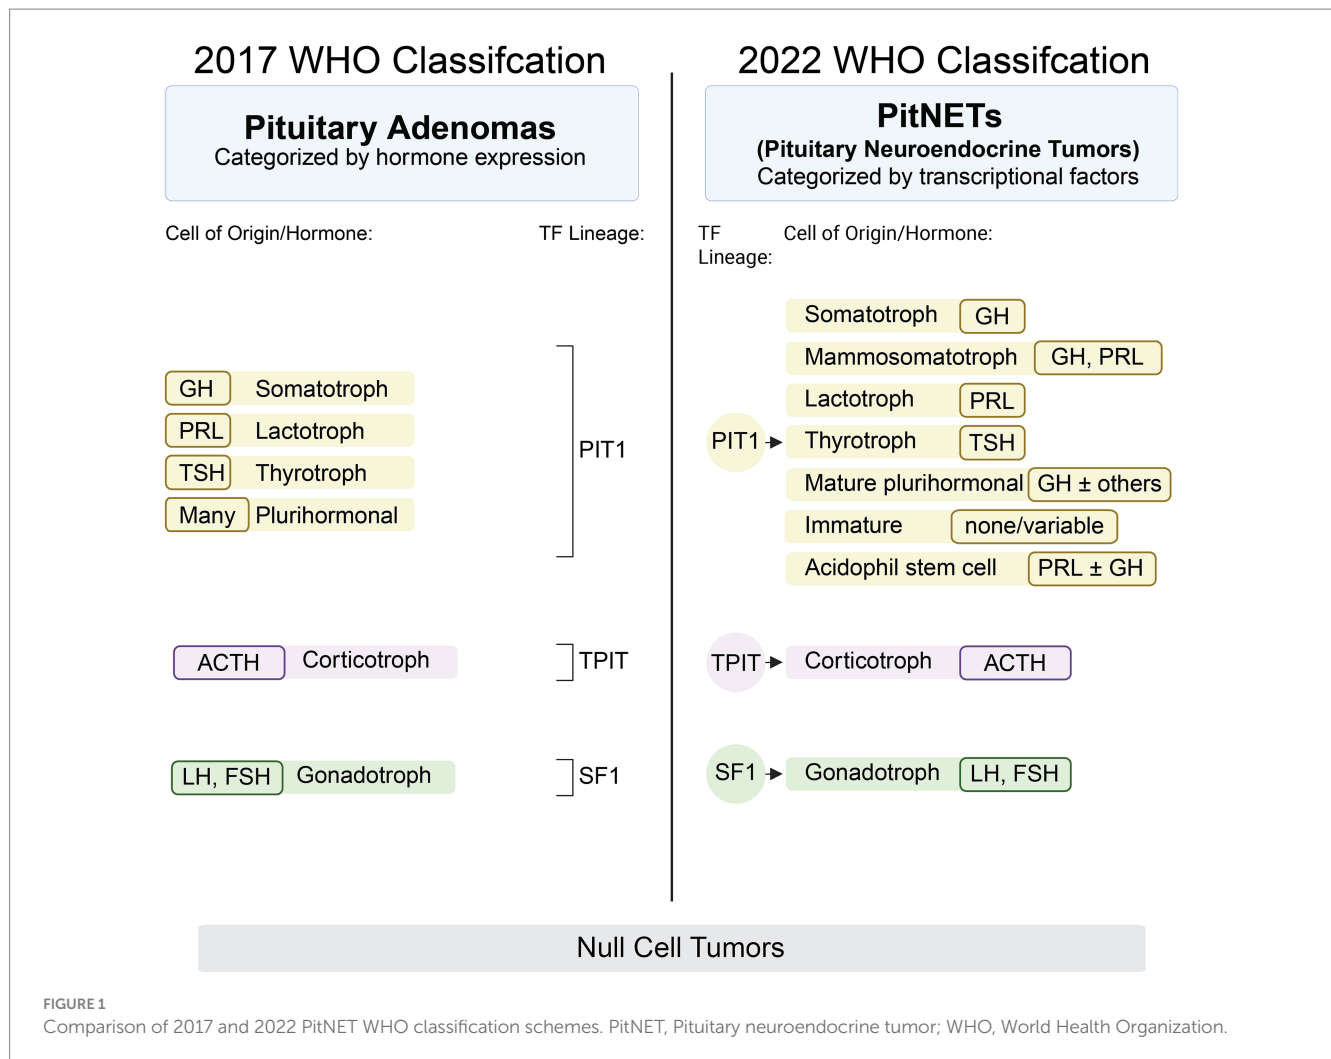 2017 WHO Classifcation
Pituitary Adenomas
Categorized by hormone expression
Cell of Origin/Hormone:
TF Lineage:
GH Somatotroph
PRL Lactotroph
TSH Thyrotroph
Many Plurihormonal
PIT1
ACTH Corticotroph
TPIT
LH, FSH Gonadotroph
SF1
2022 WHO Classifcation
PitNETs
(Pituitary Neuroendocrine Tumors)
Categorized by transcriptional factors
TF
Lineage:
Cell of Origin/Hormone:
PIT1
Somatotroph GH
Mammosomatotroph GH, PRL
Lactotroph PRL
Thyrotroph TSH
Mature plurihormonal GH ± others
Immature none/variable
Acidophil stem cell PRL ± GH
TPIT
Corticotroph ACTH
SF1
Gonadotroph LH, FSH
Null Cell Tumors
FIGURE 1
Comparison of 2017 and 2022 PitNET WHO classification schemes. PitNET, Pituitary neuroendocrine tumor; WHO, World Health Organization.